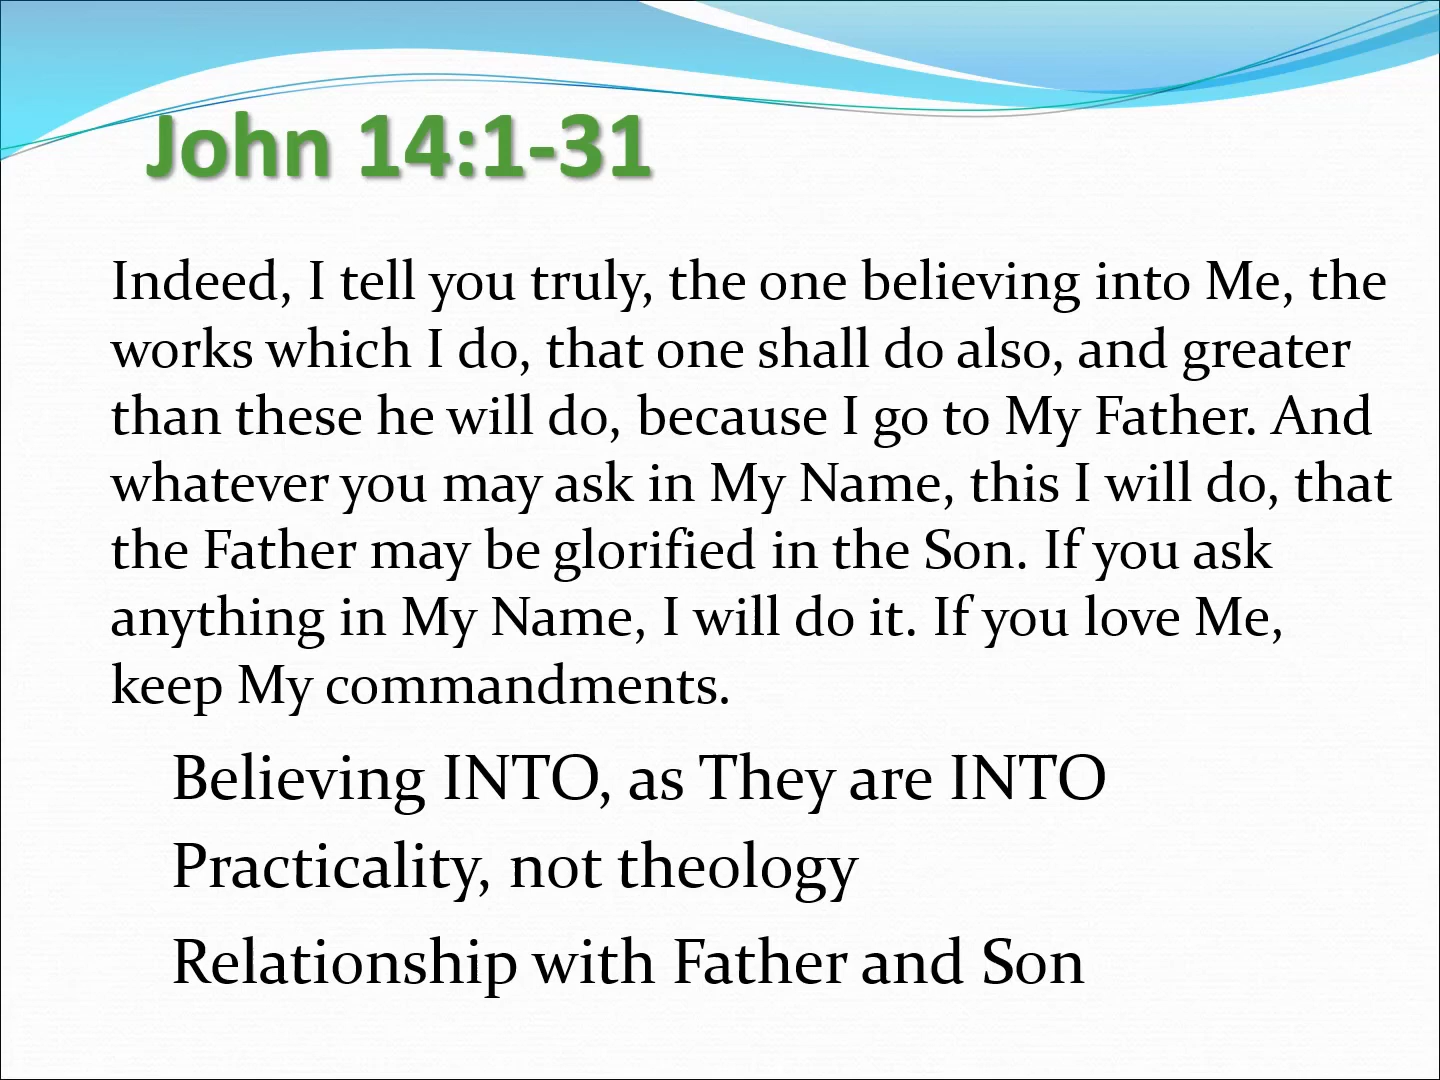 John 14:1-31
Indeed, I tell you truly, the one believing into Me, the
works which I do, that one shall do also, and greater
than these he will do, because I go to My Father. And
whatever you may ask in My Name, this I will do, that
the Father may be glorified in the Son. If you ask
anything in My Name, I will do it. If you love Me,
keep My commandments.
Believing INTO, as They are INTO
Practicality, not theology
Relationship with Father and Son